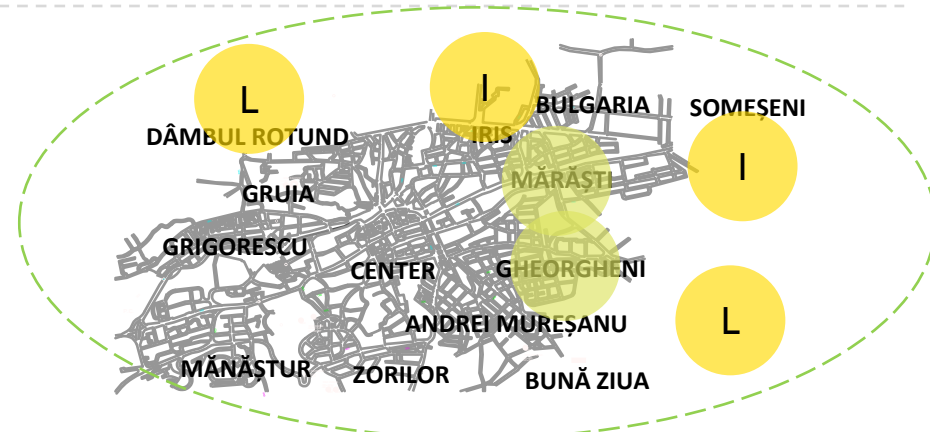 L
I
BULGARIA
SOMEȘENI
DÂMBUL ROTUND
IRIS
I
MĂRĂȘTI
GRUIA
GRIGORESCU
CENTER
GHEORGHENI
L
ANDREI MUREȘANU
MĂNĂȘTUR
ZORILOR
BUNĂ ZIUA